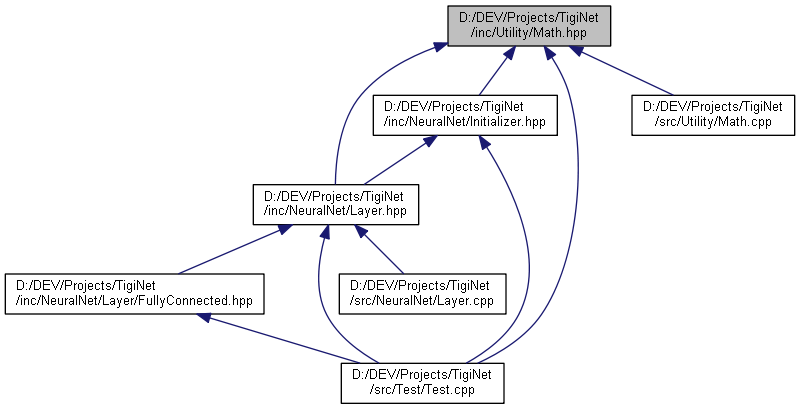 D:/DEV/Projects/TigiNet
/inc/Utility/Math.hpp
D:/DEV/Projects/TigiNet
/inc/NeuralNet/Initializer.hpp
D:/DEV/Projects/TigiNet
/src/Utility/Math.cpp
D:/DEV/Projects/TigiNet
/inc/NeuralNet/Layer.hpp
D:/DEV/Projects/TigiNet
/inc/NeuralNet/Layer/FullyConnected.hpp
D:/DEV/Projects/TigiNet
/src/NeuralNet/Layer.cpp
D:/DEV/Projects/TigiNet
/src/Test/Test.cpp